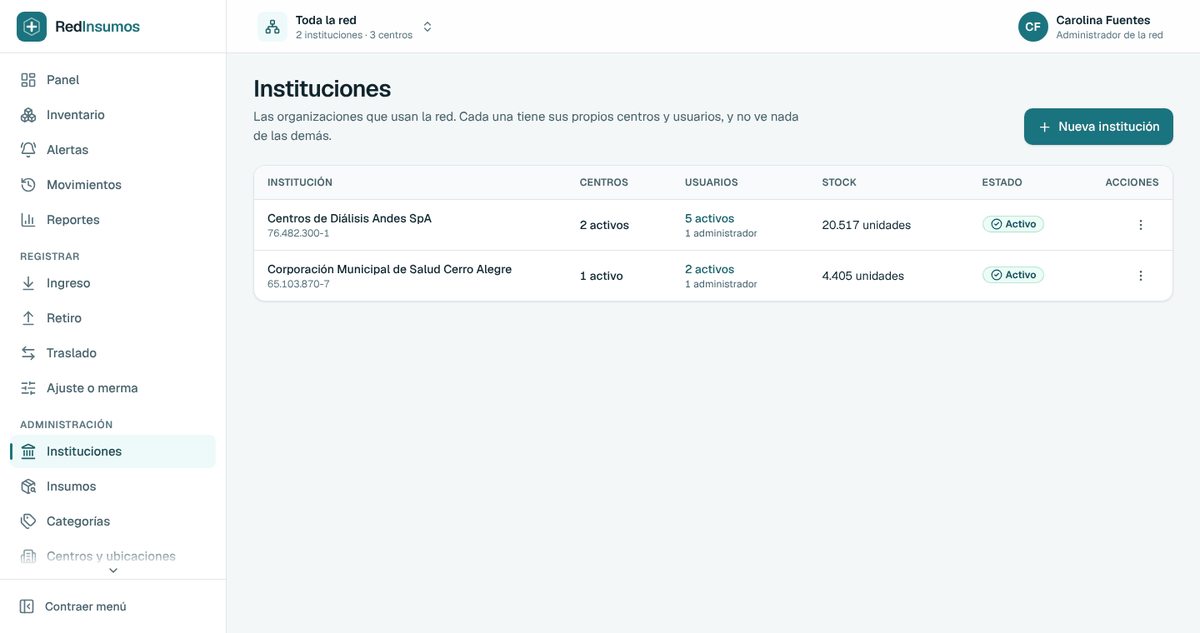 RedInsumos
Toda la red
2 instituciones · 3 centros
CF
Carolina Fuentes
Administrador de la red
Panel
Inventario
Alertas
Movimientos
Reportes
REGISTRAR
Ingreso
Retiro
Traslado
Ajuste o merma
ADMINISTRACIÓN
Instituciones
Insumos
Categorías
Centros y ubicaciones
Contraer menú
Instituciones
Las organizaciones que usan la red. Cada una tiene sus propios centros y usuarios, y no ve nada
de las demás.
Nueva institución
INSTITUCIÓN CENTROS USUARIOS STOCK ESTADO ACCIONES
Centros de Diálisis Andes SpA
76.482.300-1
2 activos
5 activos
1 administrador
20.517 unidades
Activo
Corporación Municipal de Salud Cerro Alegre
65.103.870-7
1 activo
2 activos
1 administrador
4.405 unidades
Activo